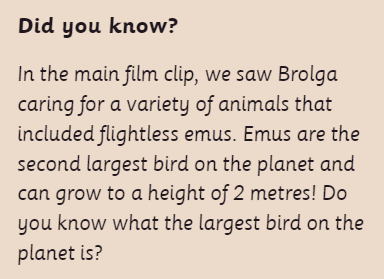 Did you know?
In the main film clip, we saw Brolga
caring for a variety of animals that
included flightless emus. Emus are the
second largest bird on the planet and
can grow to a height of 2 metres! Do
you know what the largest bird on the
planet is?